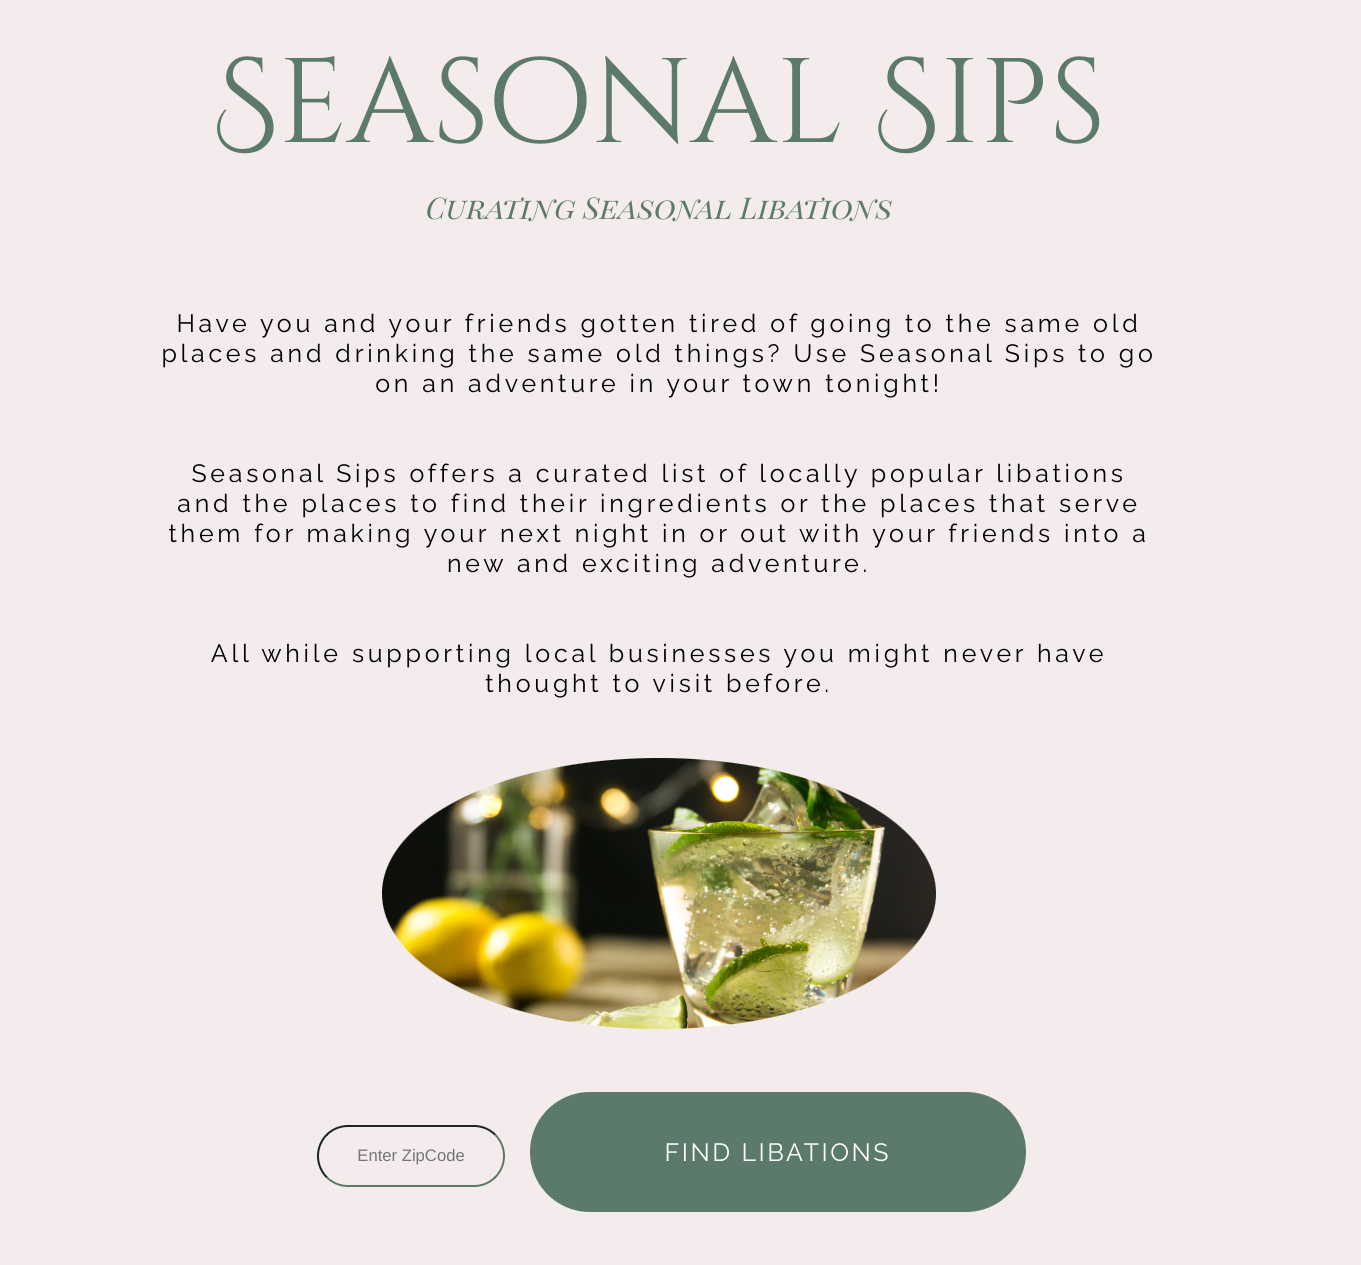 Seasonal Sips
Curating Seasonal Libations
Have you and your friends gotten tired of going to the same old
places and drinking the same old things? Use Seasonal Sips to go
on an adventure in your town tonight!
Seasonal Sips offers a curated list of locally popular libations
and the places to find their ingredients or the places that serve
them for making your next night in or out with your friends into a
new and exciting adventure.
All while supporting local businesses you might never have
thought to visit before.
Enter ZipCode
FIND LIBATIONS